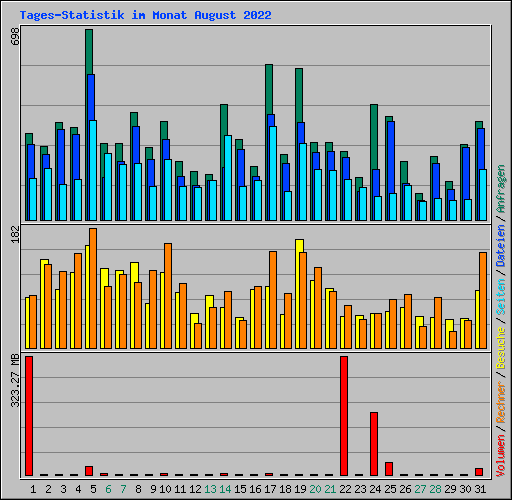 Tages-Statistik im Monat August 2022
698
182
323.27 MB
Volumen / Rechner / Besuche / Seiten / Dateien / Anfragen
1 2 3 4 5 6 7 8 9 10 11 12 13 14 15 16 17 18 19 20 21 22 23 24 25 26 27 28 29 30 31